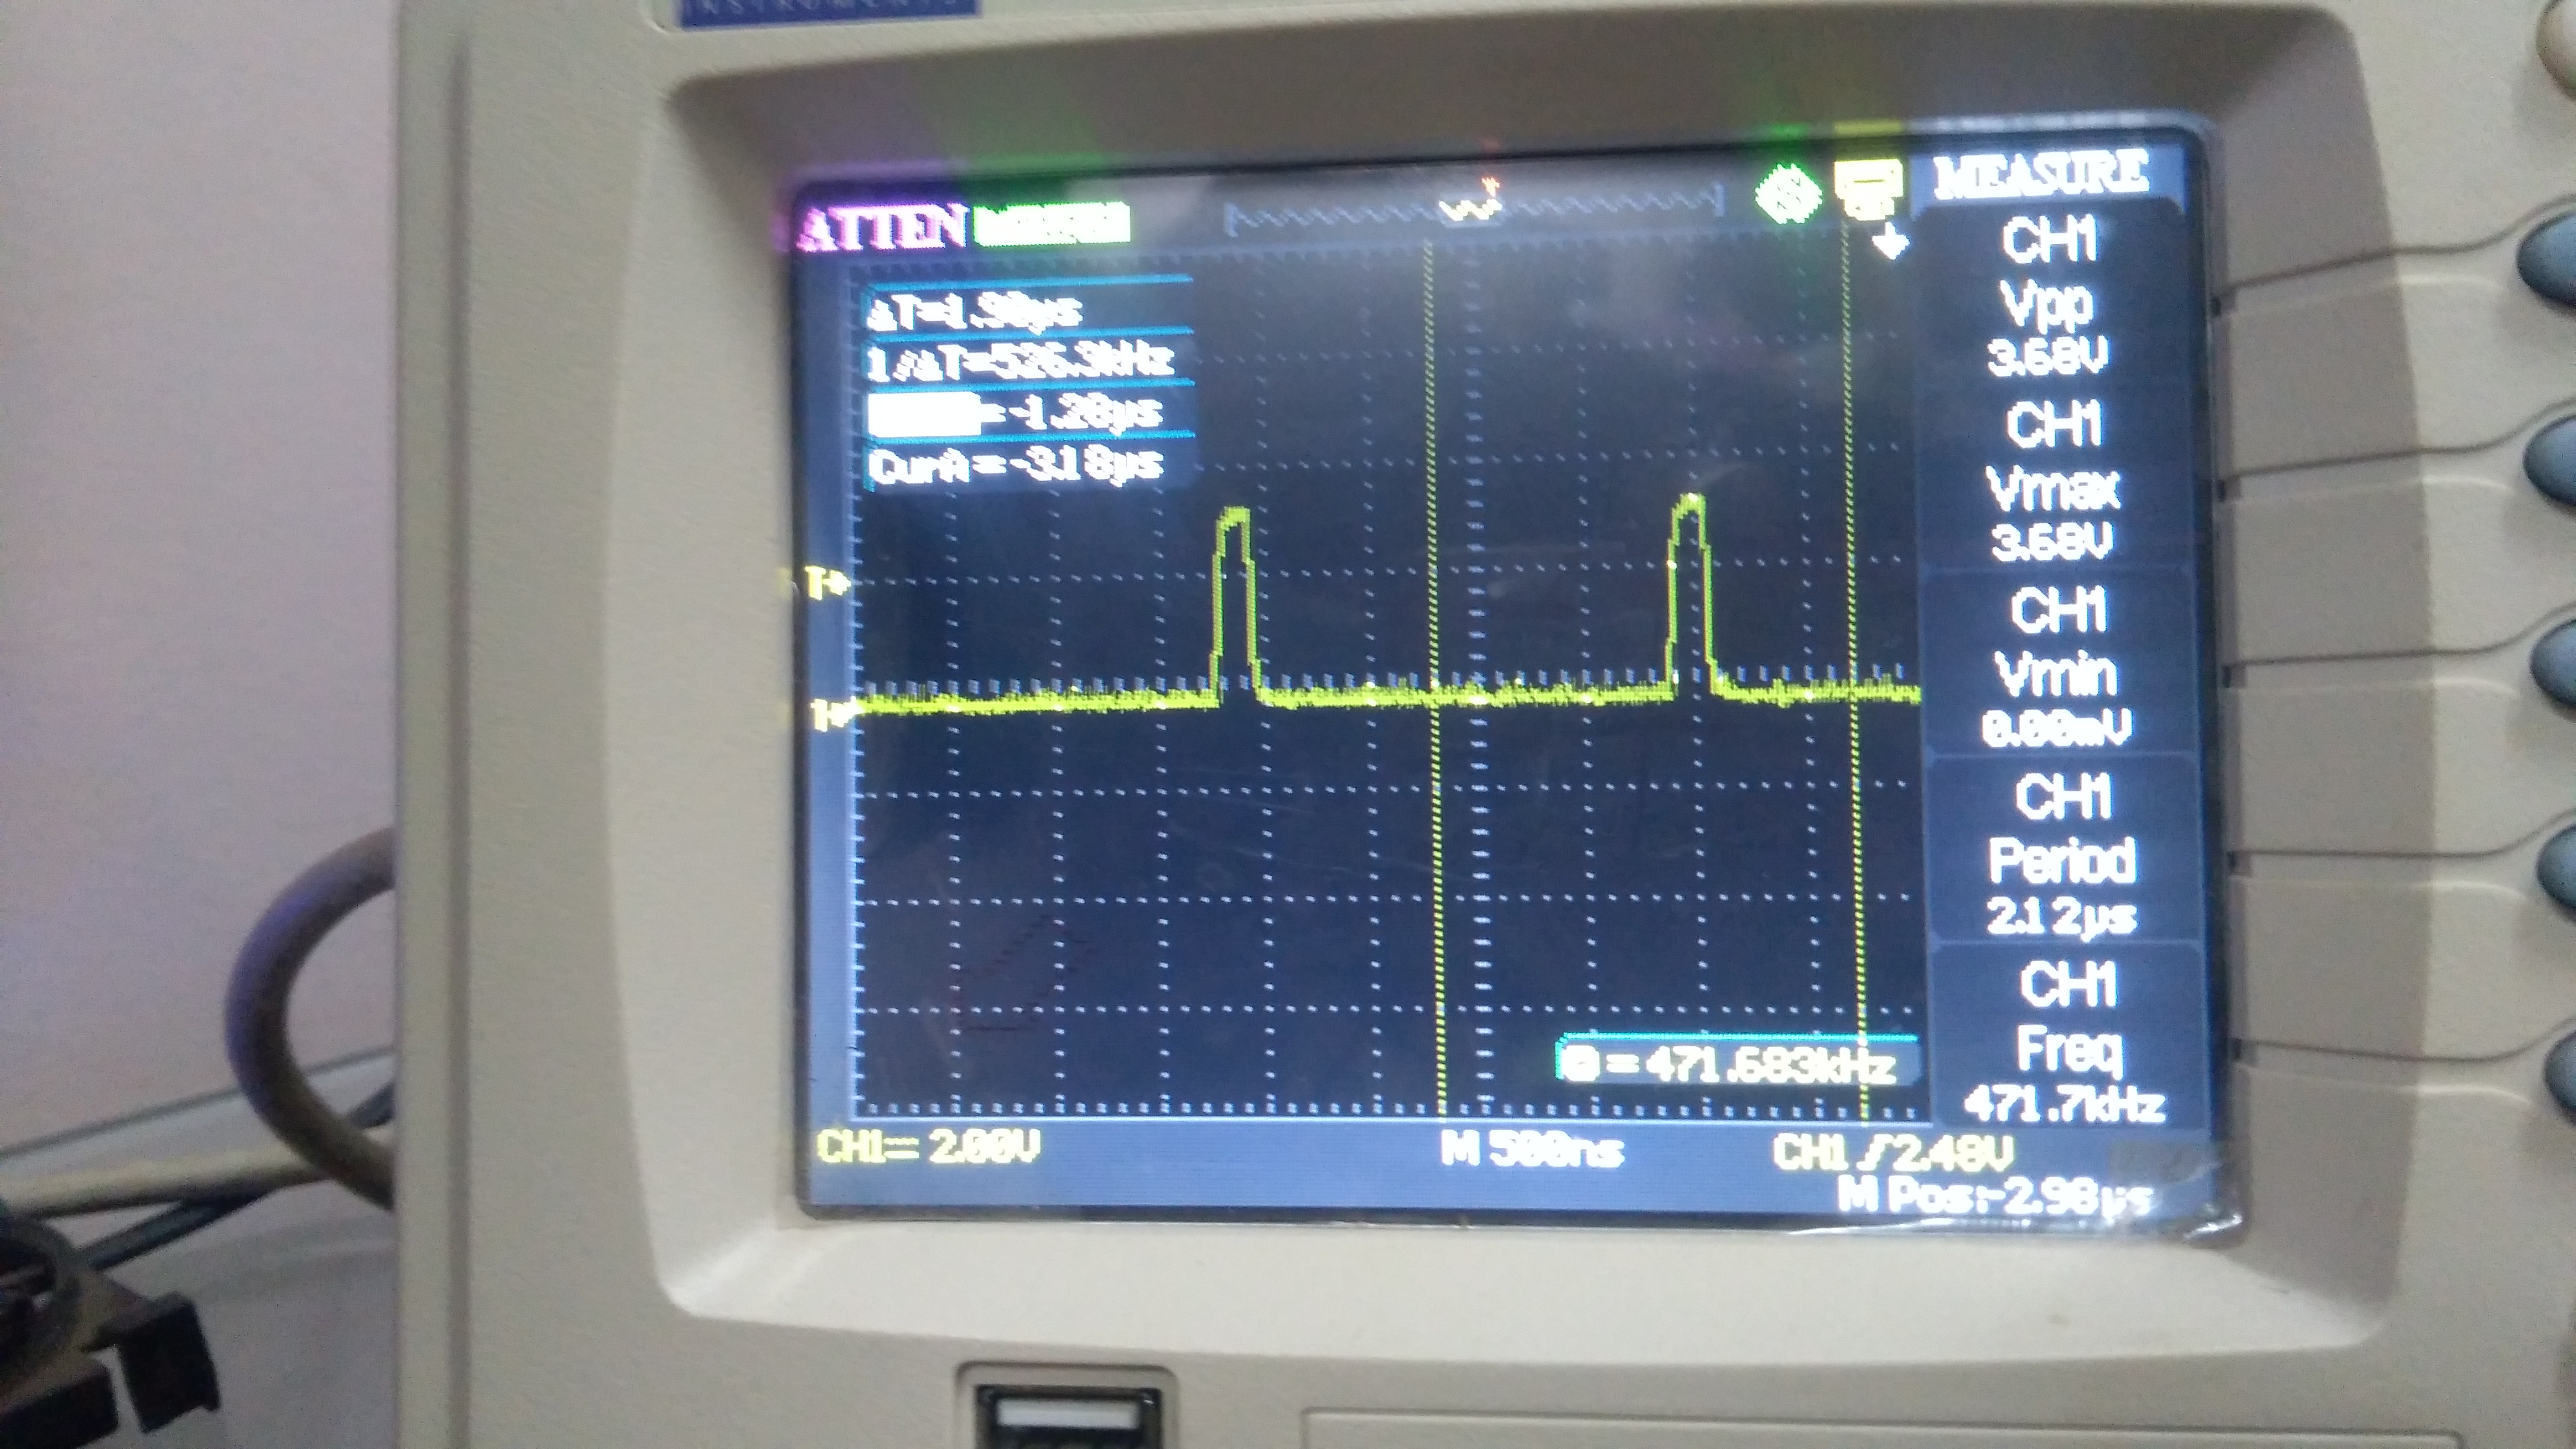 INSTRUMENTS
ATTEN
MEASURE
ΔT=1.90μs
1/ΔT=526.3kHz
=-1.28μs
CurA=-3.18μs
CH1
Vpp
3.68V
CH1
Vmax
3.68V
CH1
Vmin
0.00mV
CH1
Period
2.12μs
CH1
Freq
471.7kHz
T
1
=471.683kHz
CH1 2.00V
M 500ns
CH1 2.48V
M Pos:-2.98μs